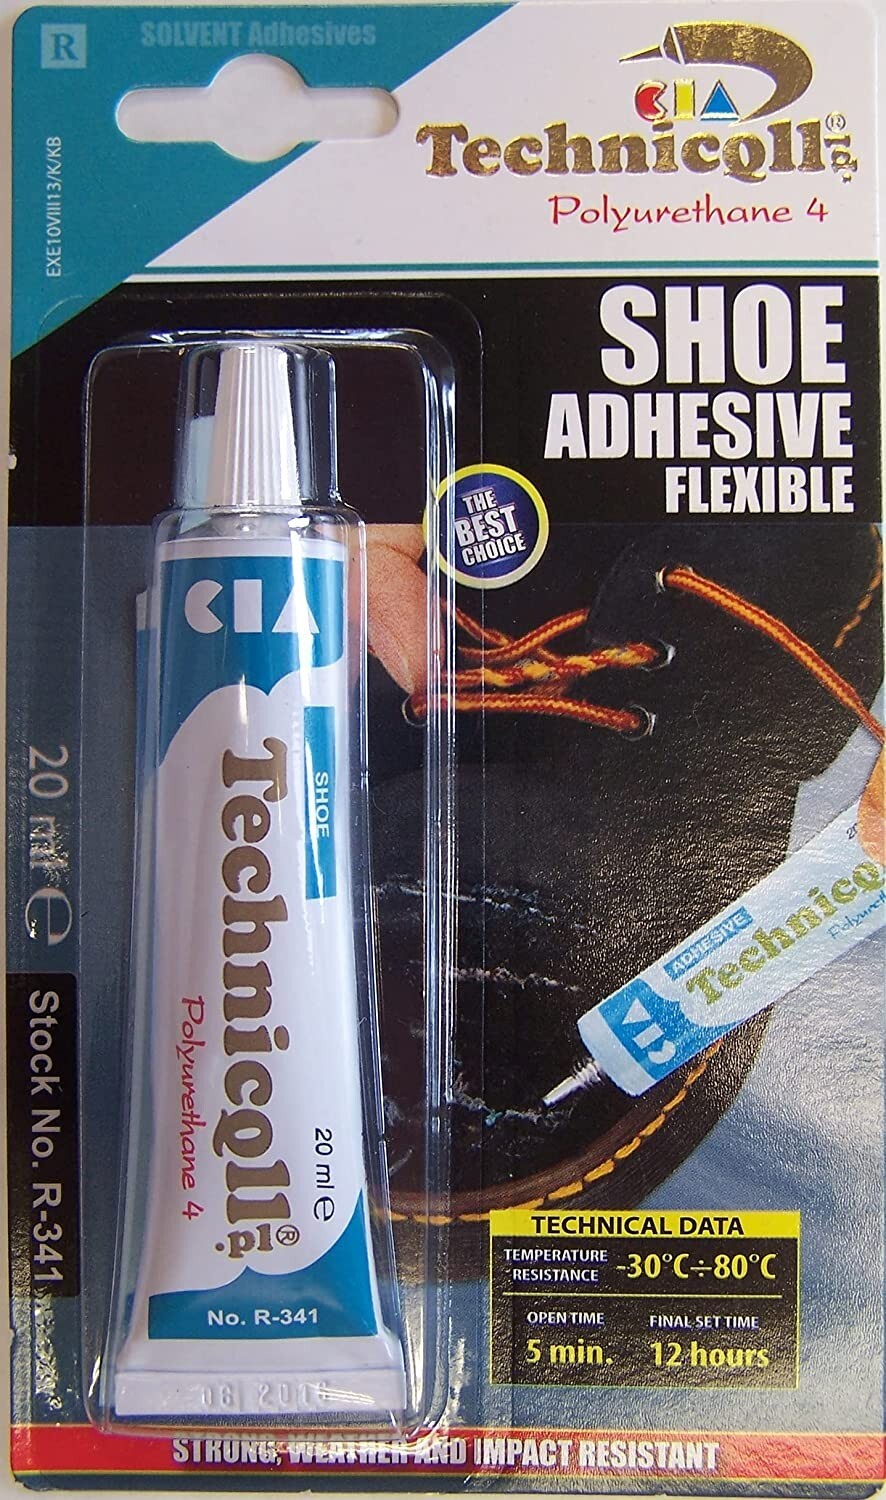 R
SOLVENT Adhesives
EXE10VIII13/K/KB
CIA
Technicqll®
.pl
Polyurethane 4
SHOE
ADHESIVE
FLEXIBLE
THE
BEST
CHOICE
CIA
SHOE
Technicqll®
.pl
Polyurethane 4
20 ml e
No. R-341
20 ml e
Stock No. R-341
ADHESIVE
Technicq
CIA
TECHNICAL DATA
TEMPERATURE
RESISTANCE
-30°C÷80°C
OPEN TIME
FINAL SET TIME
5 min.
12 hours
STRONG, WEATHER AND IMPACT RESISTANT